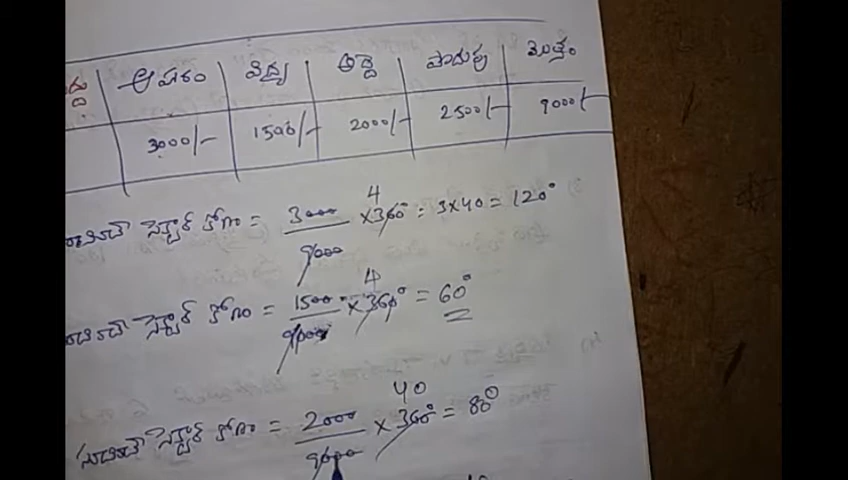 ఆహారం విద్య అద్దె పొదుపు మొత్తం
3000/- 1500/- 2000/- 2500/- 9000/-
సెక్టార్ కోణం = 3000/9000 × 360° 4 = 3×40 = 120°
సెక్టార్ కోణం = 1500/9000 × 360° 4 = 60°
సూచించే సెక్టార్ కోణం = 2000/9000 × 360° 40 = 80°